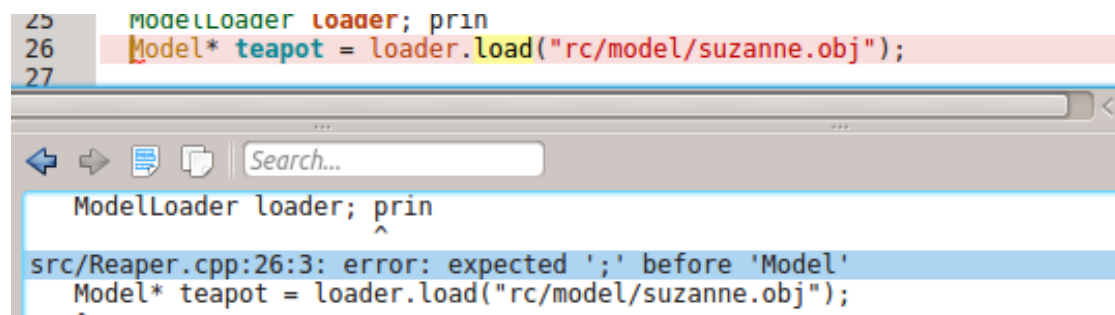 25 ModelLoader loader; prin
26 Model* teapot = loader.load("rc/model/suzanne.obj");
27
Search...
ModelLoader loader; prin
^
src/Reaper.cpp:26:3: error: expected ';' before 'Model'
Model* teapot = loader.load("rc/model/suzanne.obj");
^